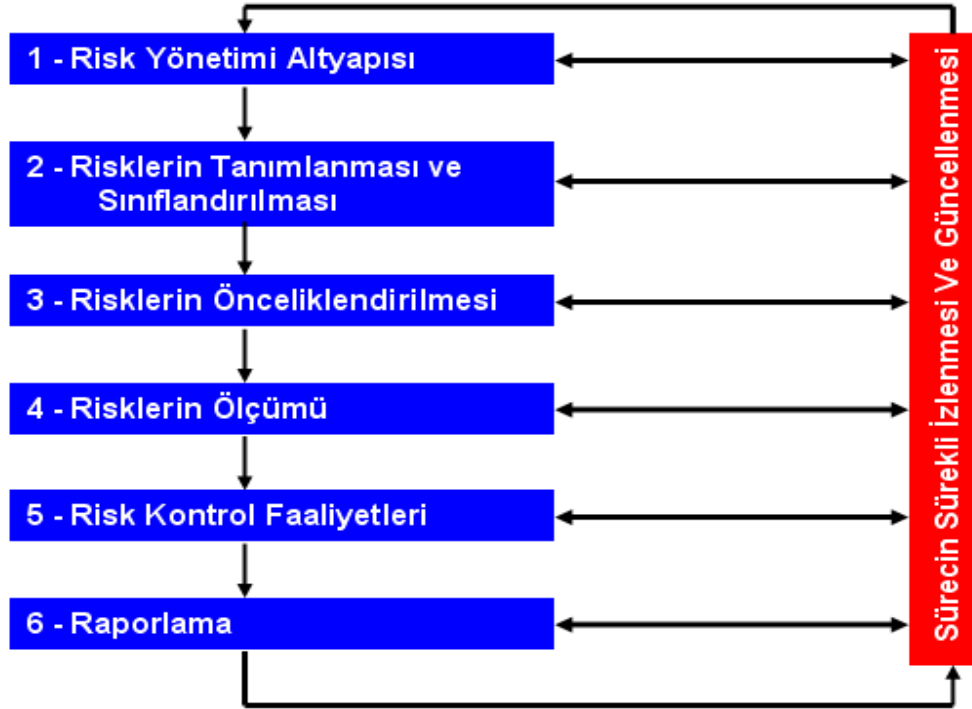 1 - Risk Yönetimi Altyapısı
2 - Risklerin Tanımlanması ve
Sınıflandırılması
3 - Risklerin Önceliklendirilmesi
4 - Risklerin Ölçümü
5 - Risk Kontrol Faaliyetleri
6 - Raporlama
Sürecin Sürekli İzlenmesi Ve Güncellenmesi